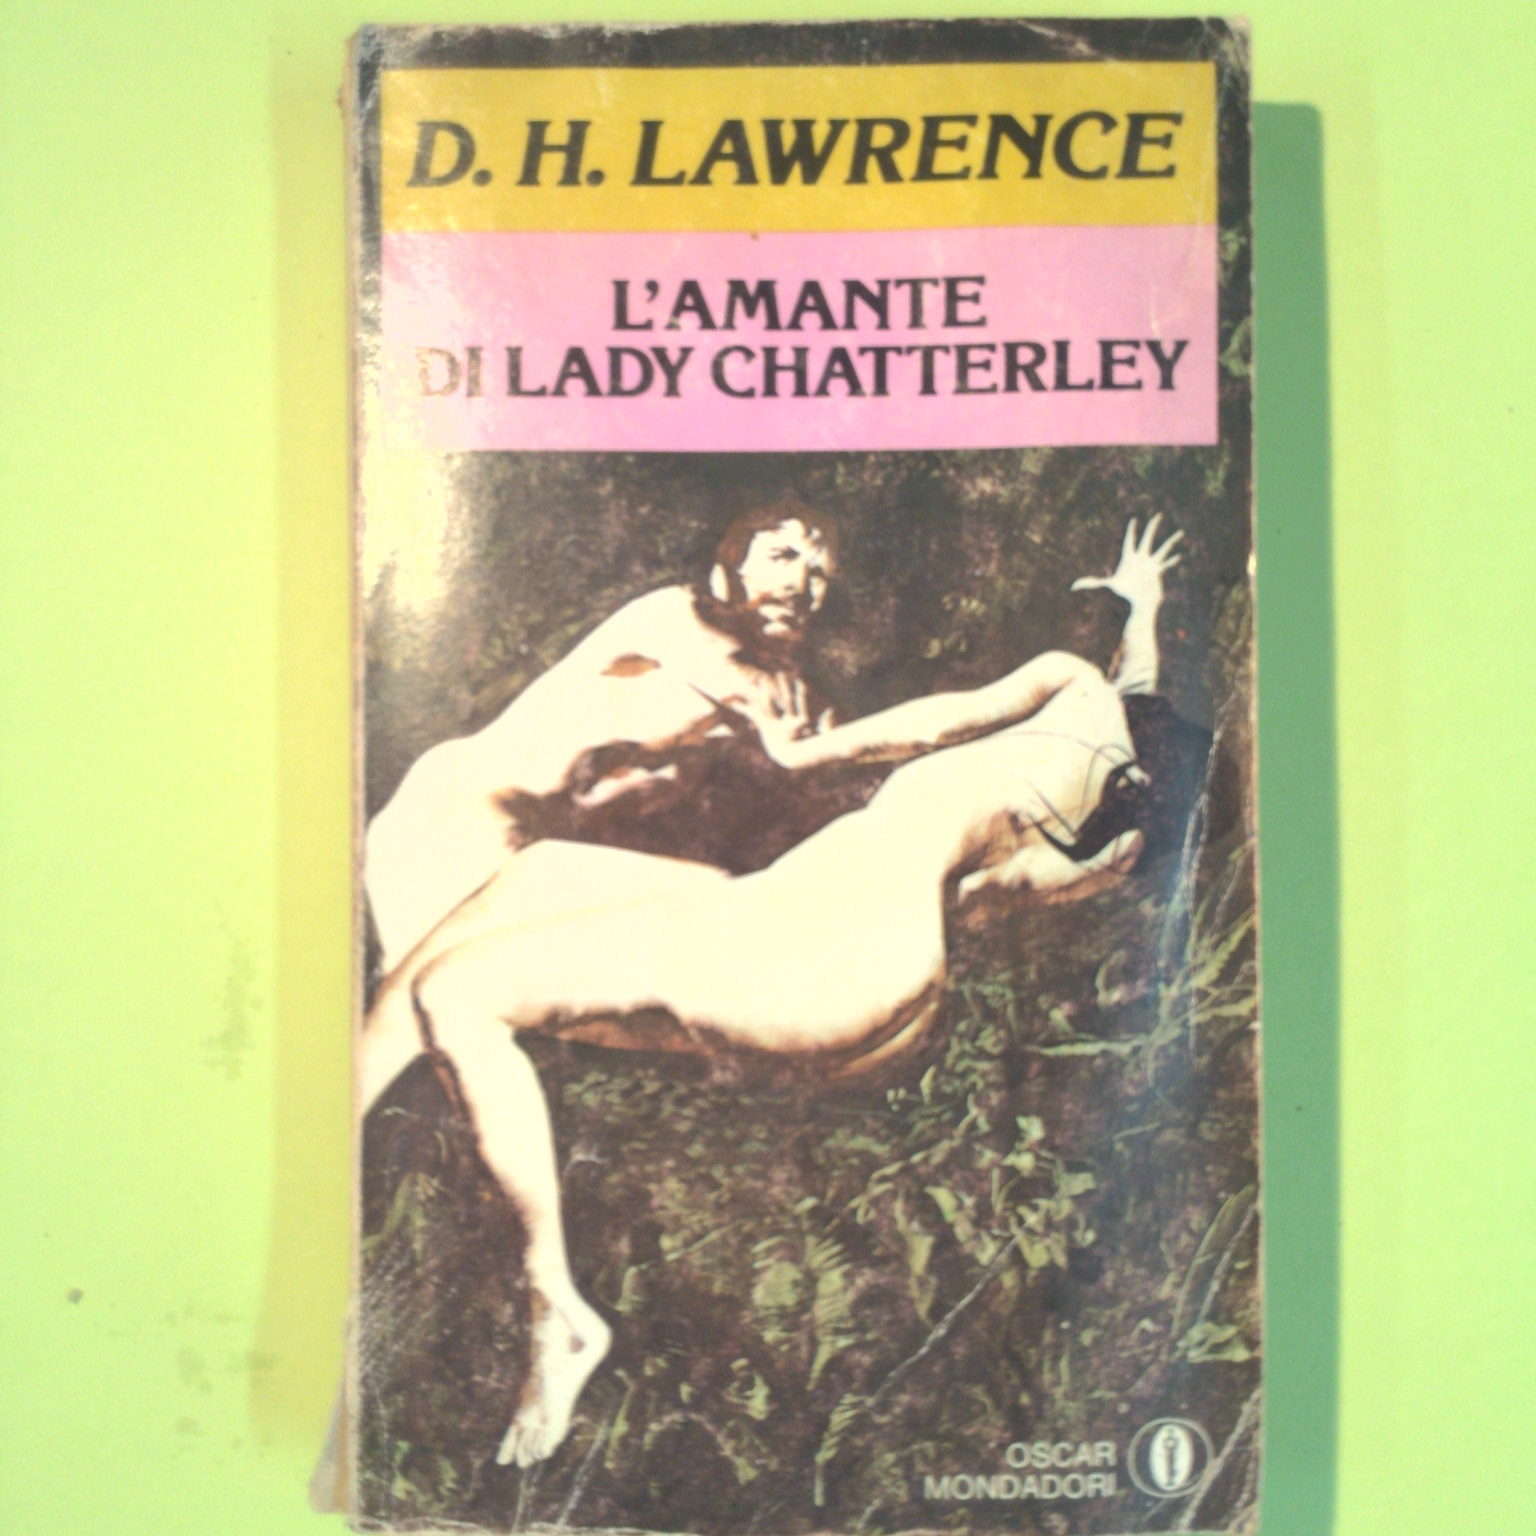 D. H. LAWRENCE
L'AMANTE
DI LADY CHATTERLEY
OSCAR
MONDADORI